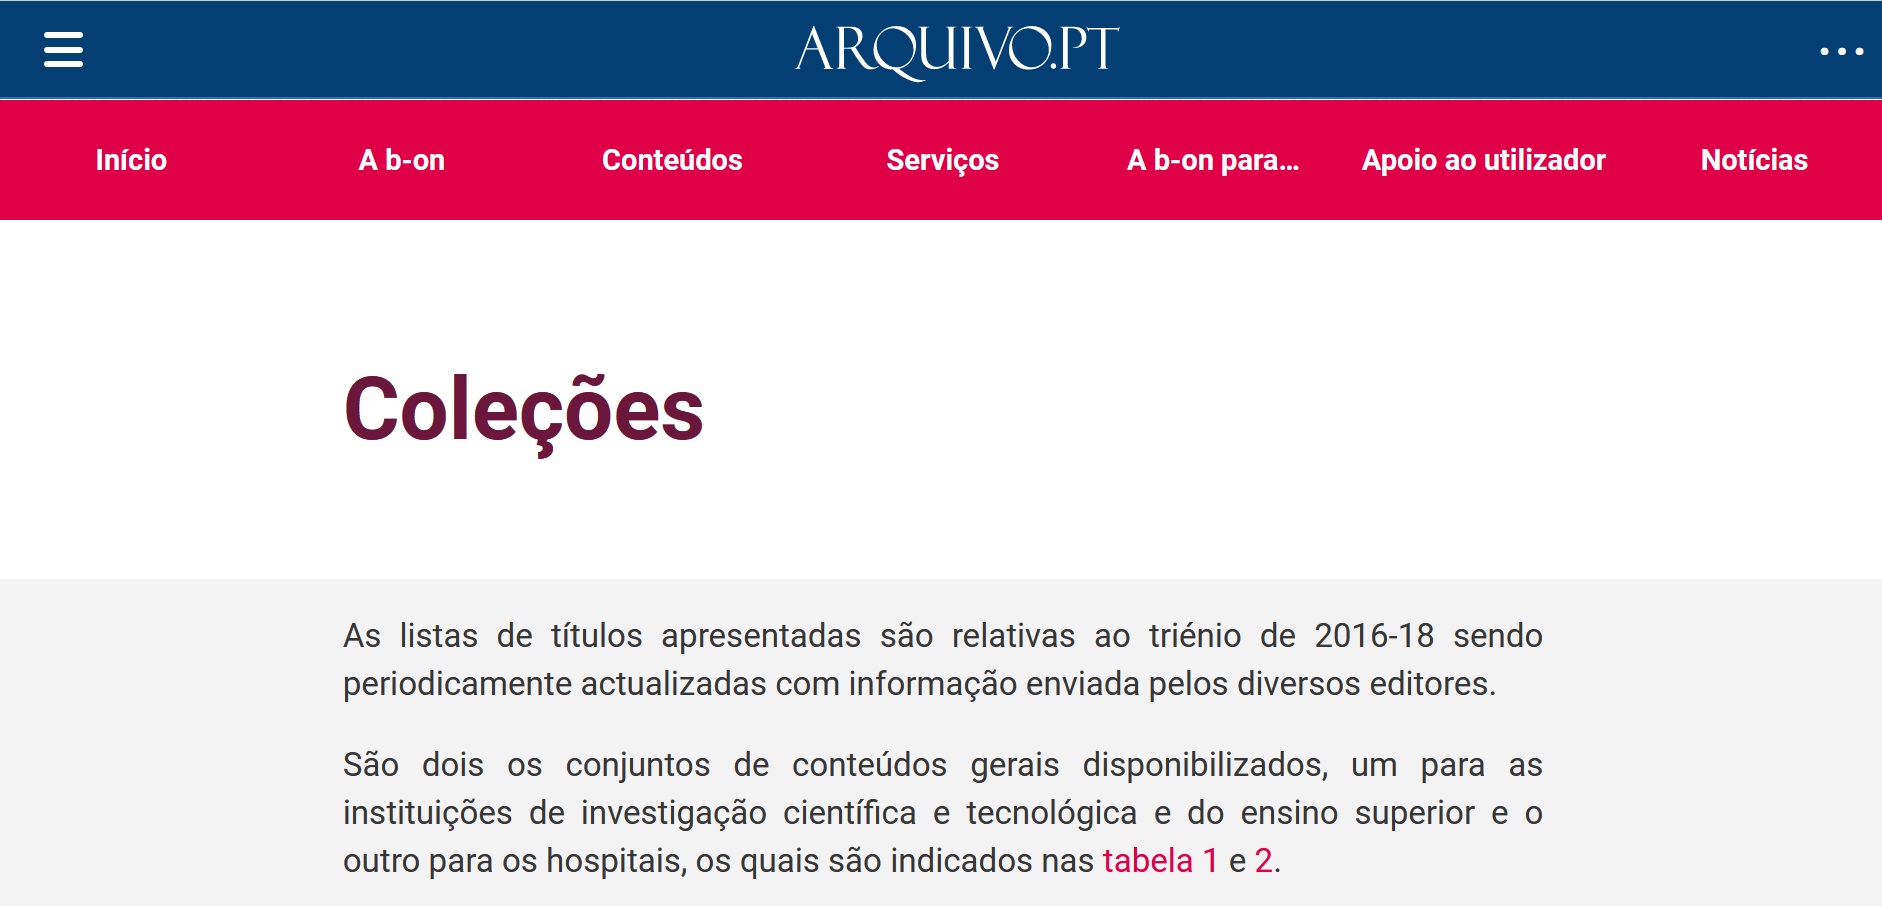 ARQUIVO.PT
Início A b-on Conteúdos Serviços A b-on para... Apoio ao utilizador Notícias
Coleções
As listas de títulos apresentadas são relativas ao triénio de 2016-18 sendo
periodicamente actualizadas com informação enviada pelos diversos editores.
São dois os conjuntos de conteúdos gerais disponibilizados, um para as
instituições de investigação científica e tecnológica e do ensino superior e o
outro para os hospitais, os quais são indicados nas tabela 1 e 2.